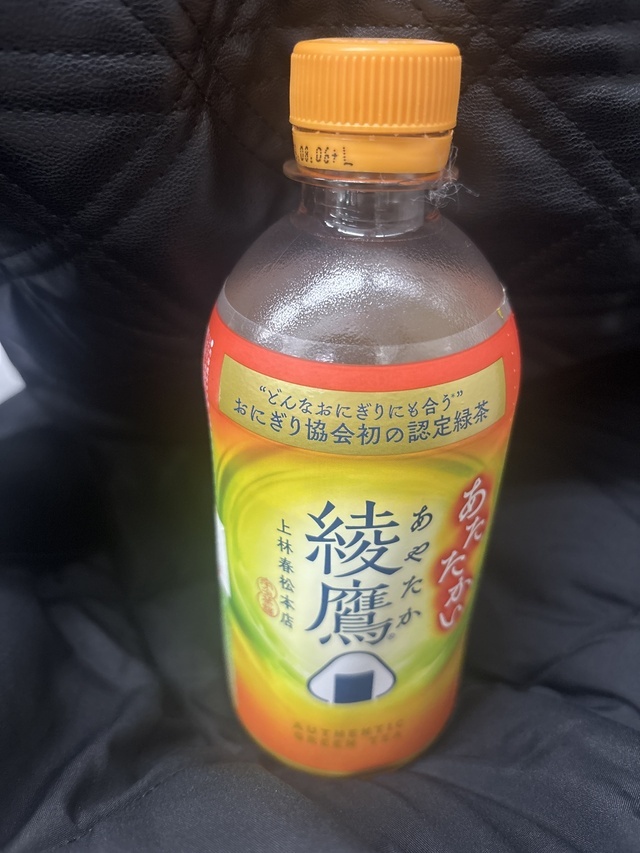 08.06+L
“どんなおにぎりにも合う”
おにぎり協会初の認定緑茶
あたたかい
あやたか
綾鷹
上林春松本店
AUTHENTIC
GREEN TEA